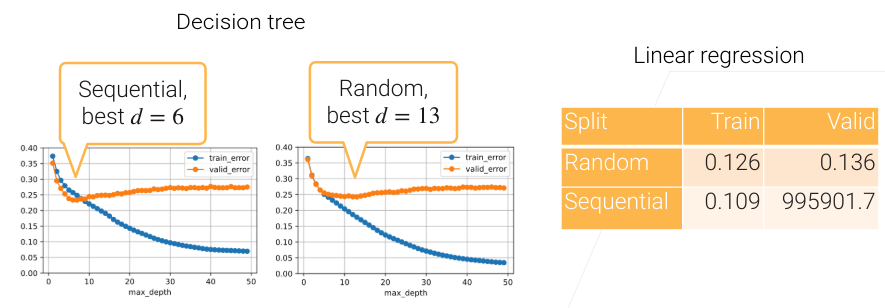 Decision tree
Sequential,
best d = 6
0.40
0.35
0.30
0.25
0.20
0.15
0.10
0.05
0.00
train_error
valid_error
0 10 20 30 40 50
max_depth
Random,
best d = 13
0.40
0.35
0.30
0.25
0.20
0.15
0.10
0.05
0.00
train_error
valid_error
0 10 20 30 40 50
max_depth
Linear regression
Split Train Valid
Random 0.126 0.136
Sequential 0.109 995901.7